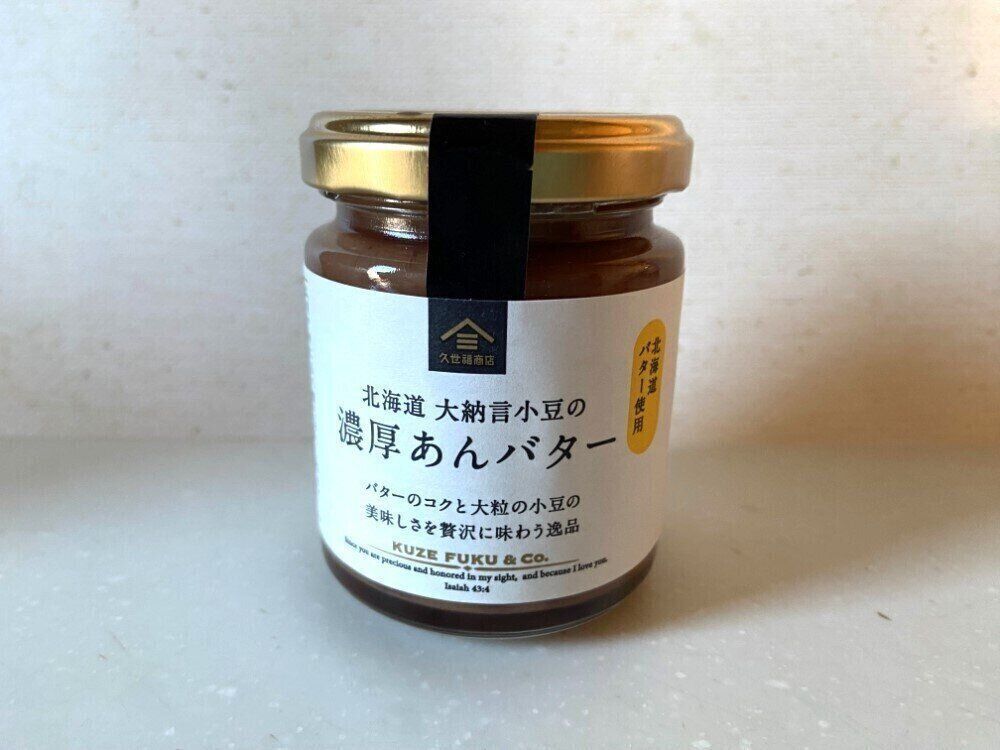 久世福商店
北海道 大納言小豆の
濃厚あんバター
北海道
バター使用
バターのコクと大粒の小豆の
美味しさを贅沢に味わう逸品
KUZE FUKU & Co.
Since you are precious and honored in my sight, and because I love you.
Isaiah 43:4